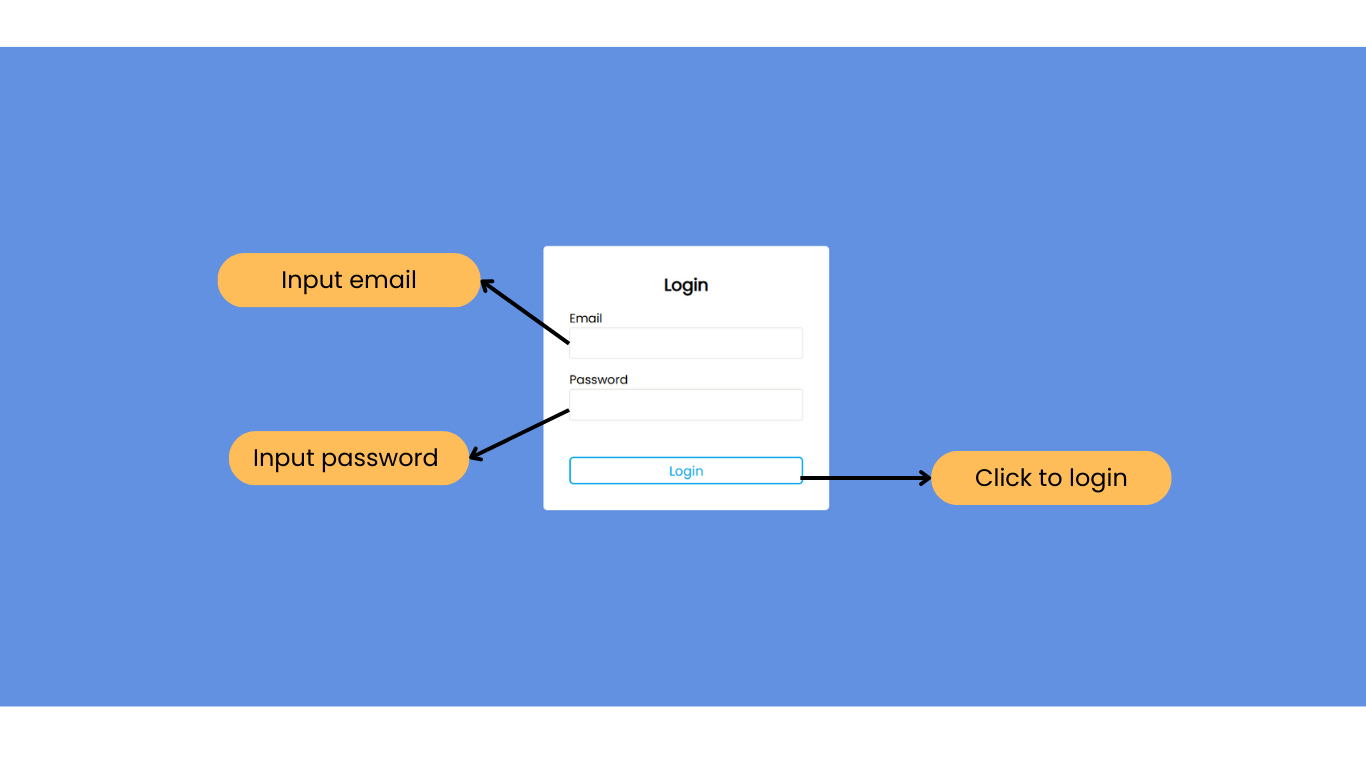 Input email
Login
Email
Password
Input password
Login
Click to login